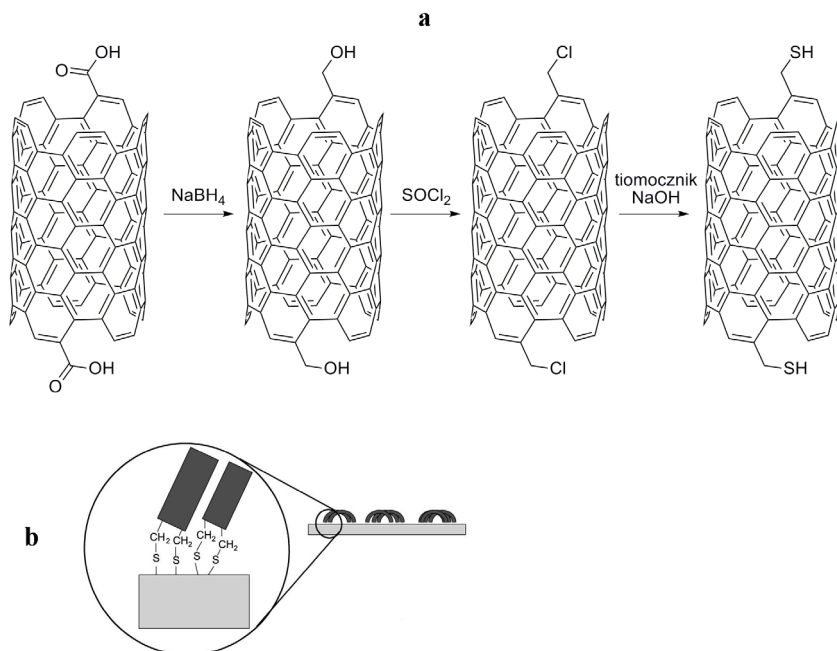 a
OH
O
OH
Cl
SH
NaBH4
SOCl2
tiomocznik
NaOH
O
OH
OH
Cl
SH
b
CH2 CH2 CH2 CH2
S S S S